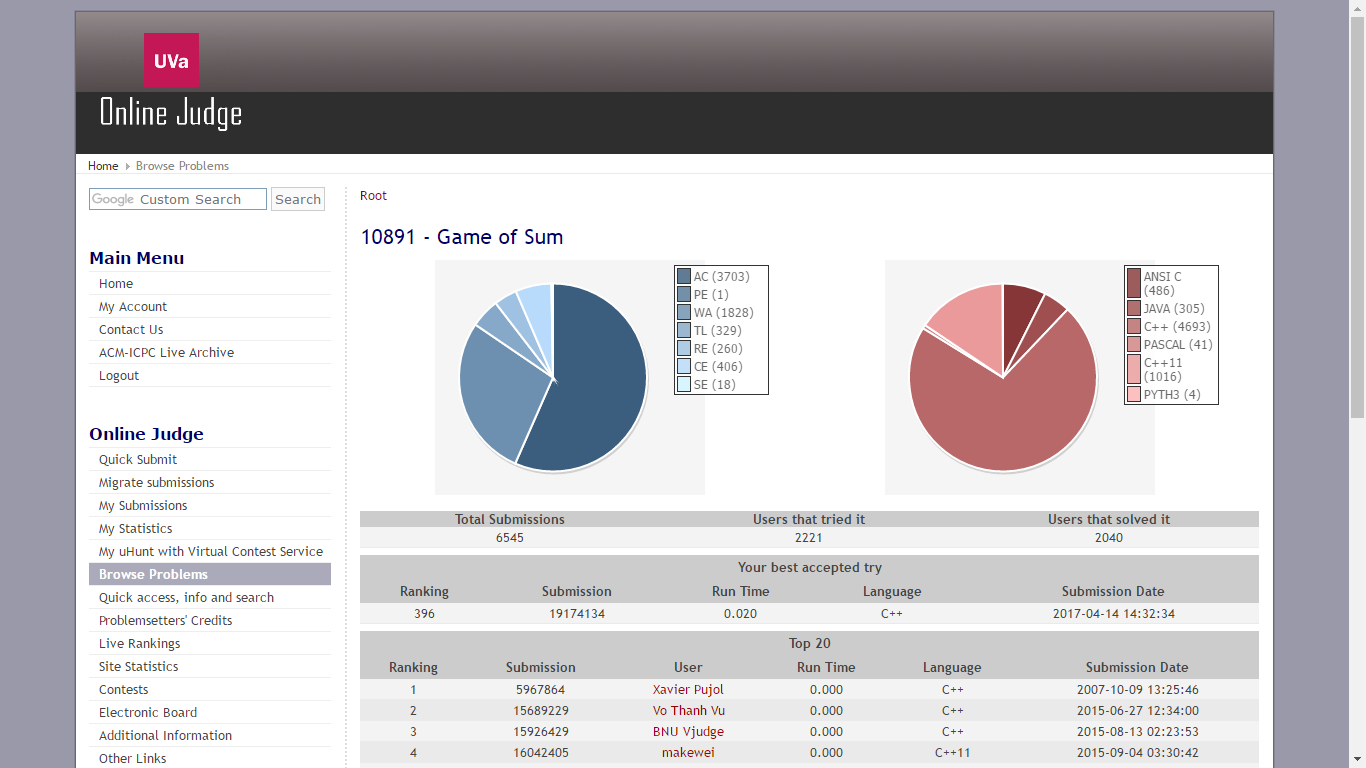 UVa
Online Judge
Home Browse Problems
Google Custom Search Search
Main Menu
Home
My Account
Contact Us
ACM-ICPC Live Archive
Logout
Online Judge
Quick Submit
Migrate submissions
My Submissions
My Statistics
My uHunt with Virtual Contest Service
Browse Problems
Quick access, info and search
Problemsetters' Credits
Live Rankings
Site Statistics
Contests
Electronic Board
Additional Information
Other Links
Root
10891 - Game of Sum
AC (3703)
PE (1)
WA (1828)
TL (329)
RE (260)
CE (406)
SE (18)
ANSI C
(486)
JAVA (305)
C++ (4693)
PASCAL (41)
C++11
(1016)
PYTH3 (4)
Total Submissions Users that tried it Users that solved it
6545 2221 2040
Your best accepted try
Ranking Submission Run Time Language Submission Date
396 19174134 0.020 C++ 2017-04-14 14:32:34
Top 20
Ranking Submission User Run Time Language Submission Date
1 5967864 Xavier Pujol 0.000 C++ 2007-10-09 13:25:46
2 15689229 Vo Thanh Vu 0.000 C++ 2015-06-27 12:34:00
3 15926429 BNU Vjudge 0.000 C++ 2015-08-13 02:23:53
4 16042405 makewei 0.000 C++11 2015-09-04 03:30:42